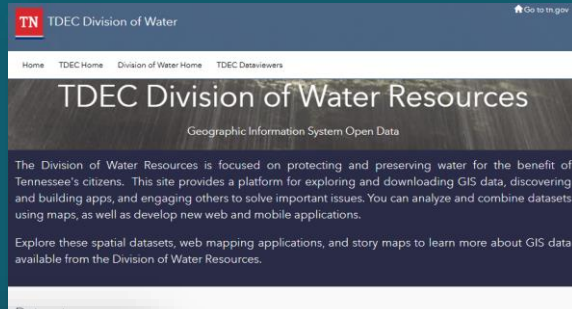 Go to tn.gov
TN TDEC Division of Water
Home TDEC Home Division of Water Home TDEC Dataviewers
TDEC Division of Water Resources
Geographic Information System Open Data
The Division of Water Resources is focused on protecting and preserving water for the benefit of
Tennessee's citizens. This site provides a platform for exploring and downloading GIS data, discovering
and building apps, and engaging others to solve important issues. You can analyze and combine datasets
using maps, as well as develop new web and mobile applications.
Explore these spatial datasets, web mapping applications, and story maps to learn more about GIS data
available from the Division of Water Resources.